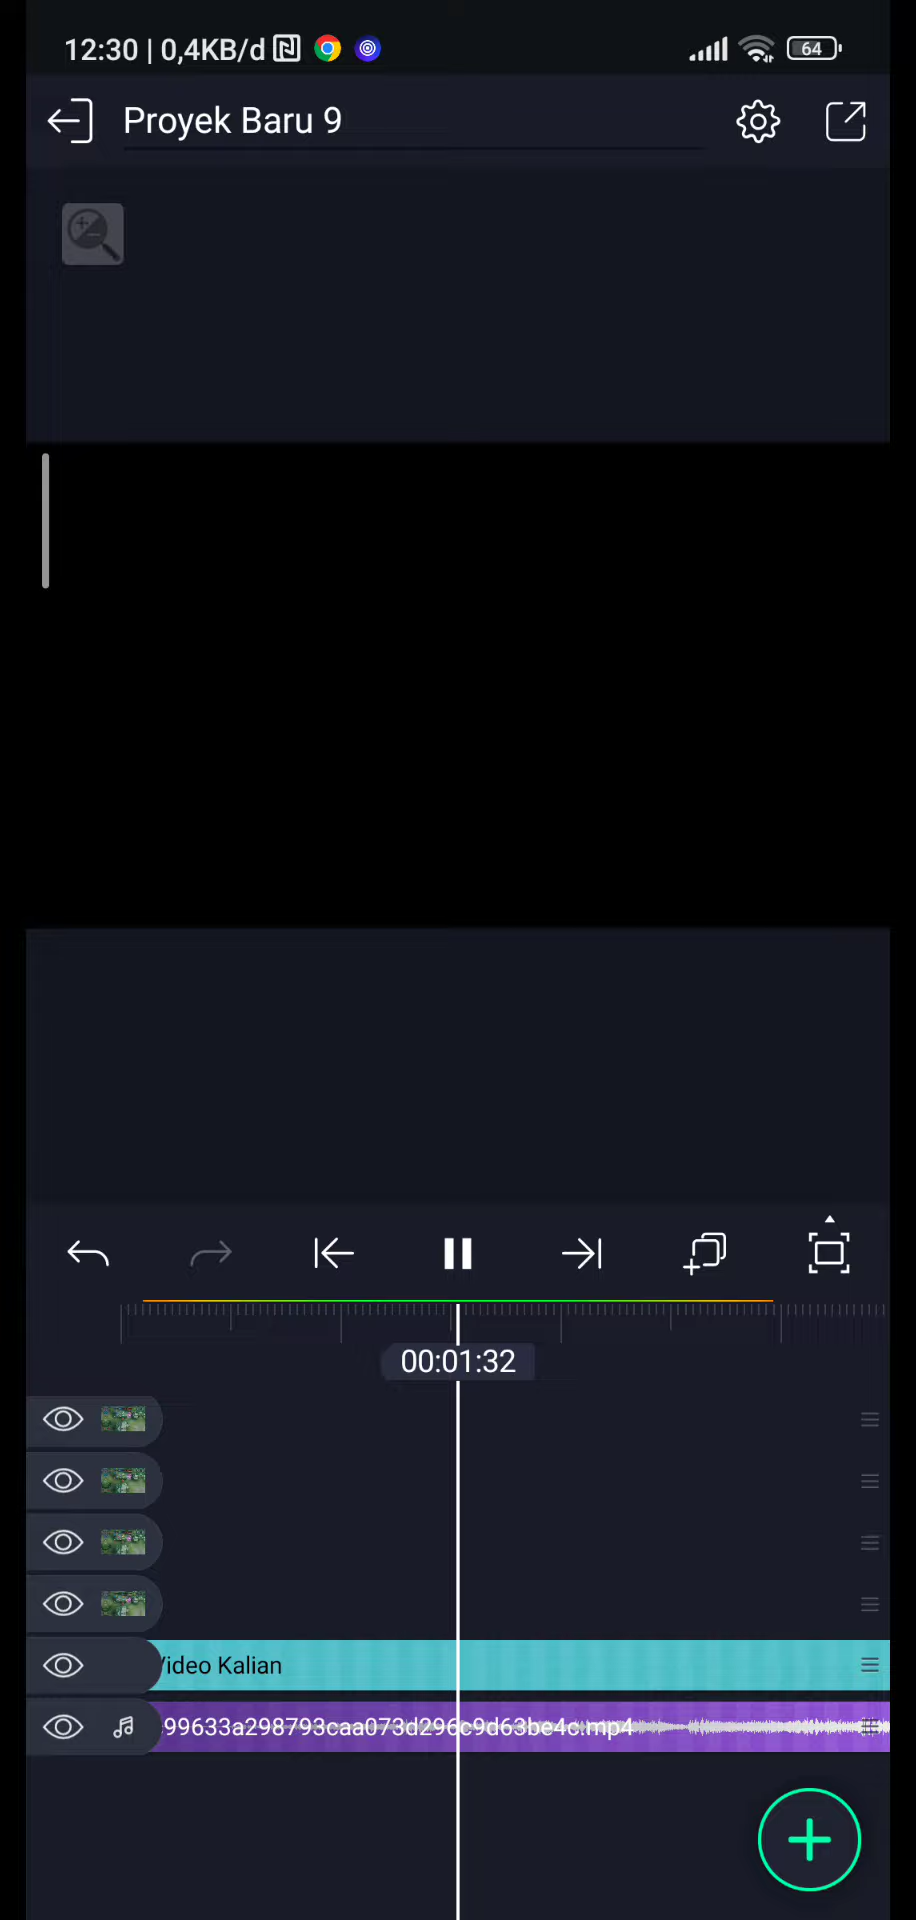 12:30 | 0,4KB/d
64
Proyek Baru 9
00:01:32
Video Kalian
99633a298793caa073d296c9d63be4c.mp4